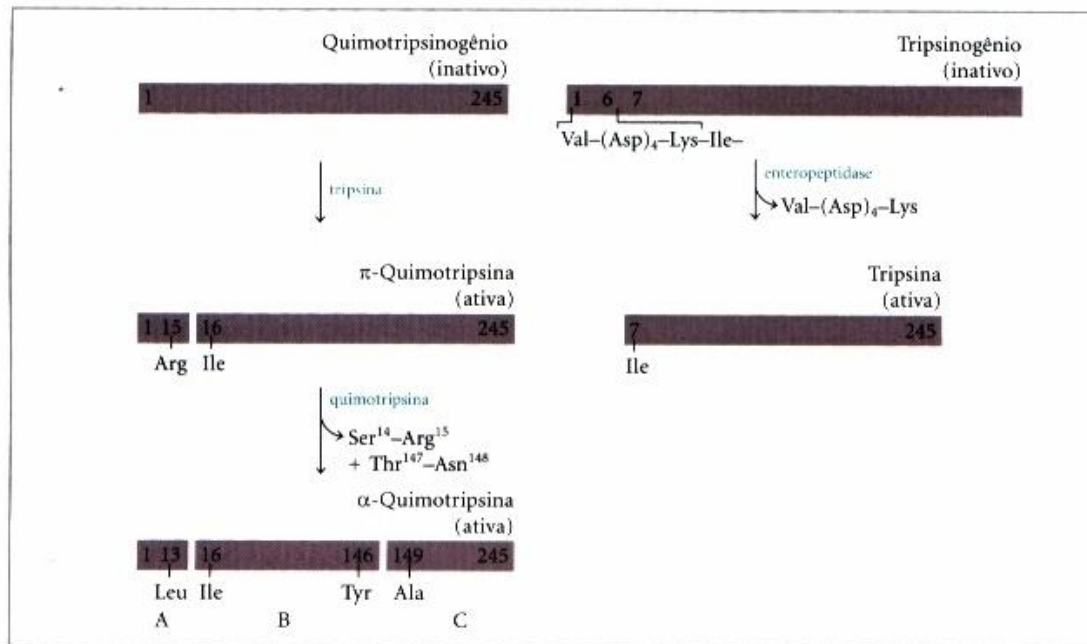 Quimotripsinogênio
(inativo)
1 245
tripsina
π-Quimotripsina
(ativa)
1 15 16 245
Arg Ile
quimotripsina
Ser¹⁴–Arg¹⁵
+ Thr¹⁴⁷–Asn¹⁴⁸
α-Quimotripsina
(ativa)
1 13 16 146 149 245
Leu Ile Tyr Ala
A B C
Tripsinogênio
(inativo)
1 6 7
Val–(Asp)₄–Lys–Ile–
enteropeptidase
Val–(Asp)₄–Lys
Tripsina
(ativa)
7 245
Ile